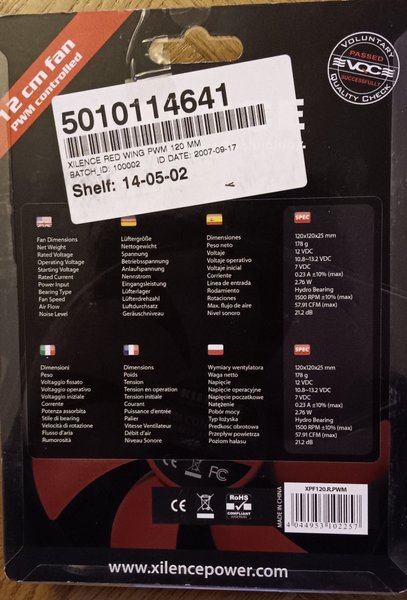 12 cm fan
PWM controlled
VOLUNTARY
PASSED
VQC
SUCCESSFULLY
QUALITY CHECK
5010114641
XILENCE RED WING PWM 120 MM
BATCH_ID: 100002 ID DATE: 2007-09-17
Shelf: 14-05-02
E
SPEC
Fan Dimensions Lüftergröße Dimensiones 120x120x25 mm
Net Weight Nettogewicht Peso neto 178 g
Rated Voltage Spannung Voltaje 12 VDC
Operating Voltage Betriebsspannung Voltaje operativo 10.8~13.2 VDC
Starting Voltage Anlaufspannung Voltaje inicial 7 VDC
Rated Current Nennstrom Corriente 0.23 A ±10% (max)
Power Input Eingangsleistung Linea de entrada 2.76 W
Bearing Type Lüfterlager Rodamiento Hydro Bearing
Fan Speed Lüfterdrehzahl Rotaciones 1500 RPM ±10% (max)
Air Flow Luftdurchsatz Max. flujo de aire 57.91 CFM (max)
Noise Level Geräuschniveau Nivel sonoro 21.2 dB
SPEC
Dimensioni Dimensions Wymiary wentylatora 120x120x25 mm
Peso Poids Waga netto 178 g
Voltaggio fissato Tension Napięcie 12 VDC
Voltaggio operativo Tension en operation Napięcie operacyjne 10.8~13.2 VDC
Voltaggio iniziale Tension initiale Napięcie początkowe 7 VDC
Corrente Courant Natężenie 0.23 A ±10% (max)
Potenza assorbita Puissance d'entrée Pobór mocy 2.76 W
Stile di bearing Palier Typ łożyska Hydro Bearing
Velocità di rotazione Vitesse Ventilateur Predkosc obrotowa 1500 RPM ±10% (max)
Flusso d'aria Débit d'air Przepływ powietrza 57.91 CFM (max)
Rumorosità Niveau Sonore Poziom hałasu 21.2 dB
CE FC
CE RoHS
COMPLIANT
MADE IN CHINA
XPF120.R.PWM
4 044953 102257
www.xilencepower.com